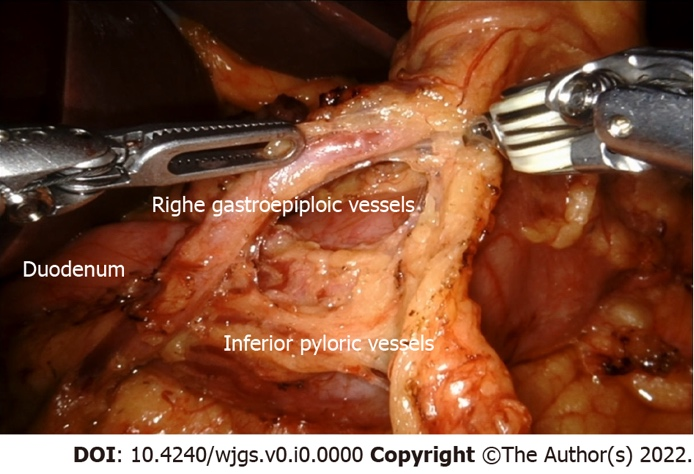 Righe gastroepiploic vessels
Duodenum
Inferior pyloric vessels
DOI: 10.4240/wjgs.v0.i0.0000 Copyright ©The Author(s) 2022.